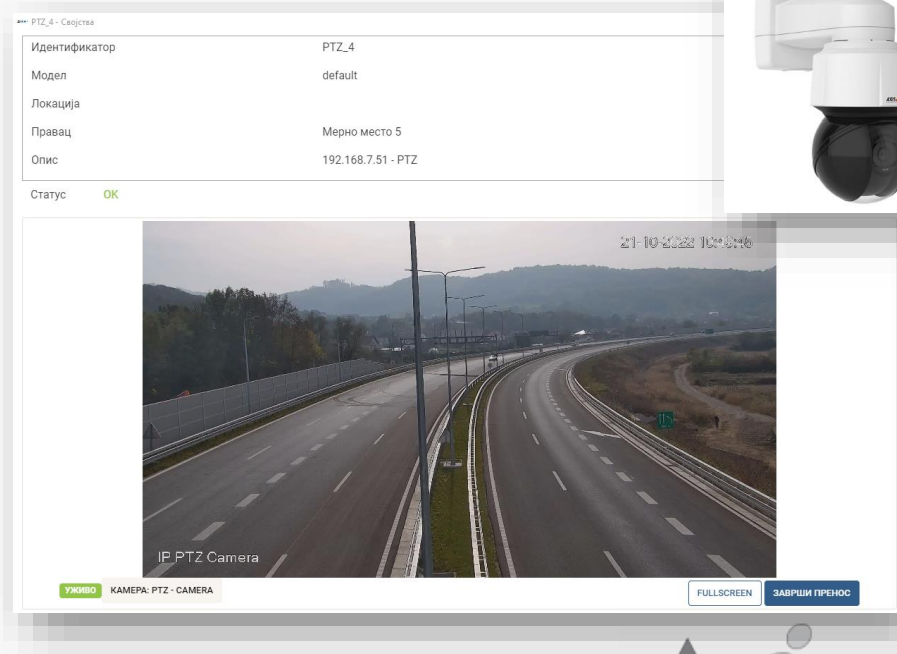 PTZ_4 - Својства
Идентификатор PTZ_4
Модел default
Локација
Правац Мерно место 5
Опис 192.168.7.51 - PTZ
Статус OK
21-10-2022
IP PTZ Camera
УЖИВО КАМЕРА: PTZ - CAMERA FULLSCREEN ЗАВРШИ ПРЕНОС